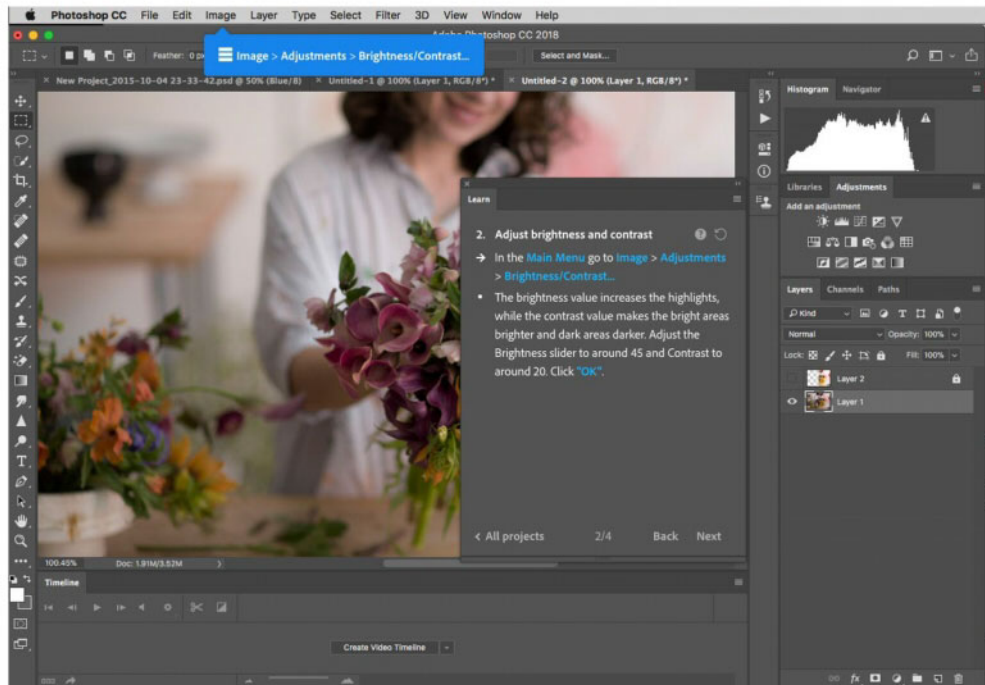 Photoshop CC File Edit Image Layer Type Select Filter 3D View Window Help
Adobe Photoshop CC 2018
Feather: 0 px
Image > Adjustments > Brightness/Contrast...
Select and Mask...
× New Project_2015-10-04 23-33-42.psd @ 50% (Blue/8) × Untitled-1 @ 100% (Layer 1, RGB/8*) * × Untitled-2 @ 100% (Layer 1, RGB/8*) *
Histogram Navigator
Libraries Adjustments
Add an adjustment
Learn
2. Adjust brightness and contrast
→ In the Main Menu go to Image > Adjustments
> Brightness/Contrast...
▪ The brightness value increases the highlights,
while the contrast value makes the bright areas
brighter and dark areas darker. Adjust the
Brightness slider to around 45 and Contrast to
around 20. Click "OK".
< All projects 2/4 Back Next
Layers Channels Paths
Kind
Normal Opacity: 100%
Lock: Fill: 100%
Layer 2
Layer 1
100.45% Doc: 1.91M/3.52M
Timeline
Create Video Timeline
fx